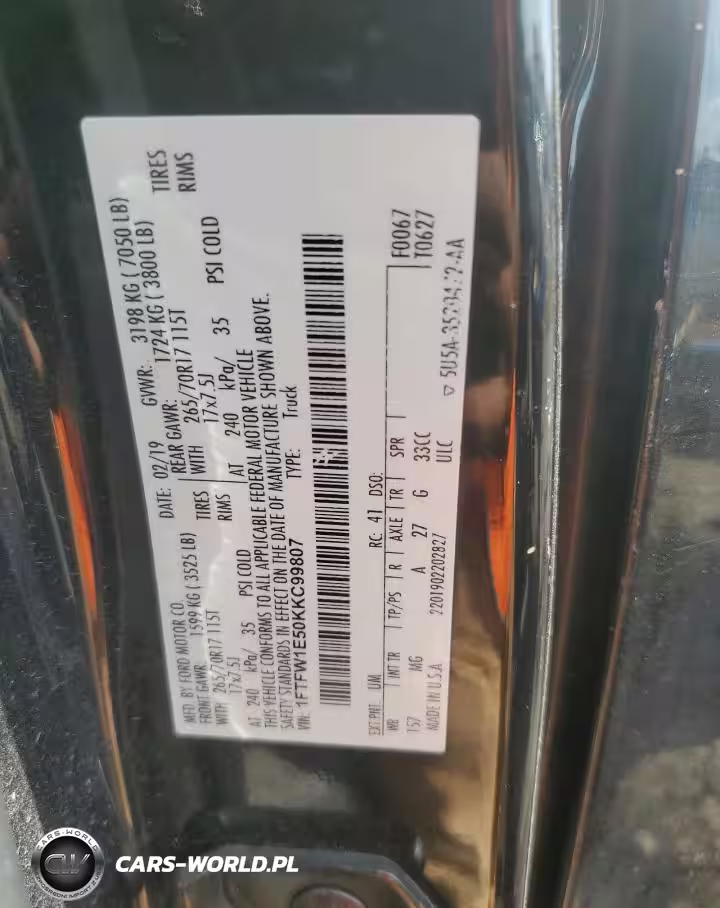 MFD. BY FORD MOTOR CO.
DATE: 02/19 GVWR: 3198 KG ( 7050 LB)
FRONT GAWR: 1599 KG ( 3525 LB) REAR GAWR: 1724 KG ( 3800 LB)
WITH 265/70R17 115T TIRES WITH 265/70R17 115T TIRES
17x7.5J RIMS 17x7.5J RIMS
AT 240 kPa/ 35 PSI COLD AT 240 kPa/ 35 PSI COLD
THIS VEHICLE CONFORMS TO ALL APPLICABLE FEDERAL MOTOR VEHICLE
SAFETY STANDARDS IN EFFECT ON THE DATE OF MANUFACTURE SHOWN ABOVE.
VIN: 1FTFW1E50KKC99807 TYPE: Truck
EXT PNT: UM RC: 41 DSO: F0067
T0627
WB INT TR TP/PS R AXLE TR SPR
157 MG A 27 G 33CC
ULC
MADE IN U.S.A 2201902202827
CARS-WORLD
CW
CARS-WORLD.PL